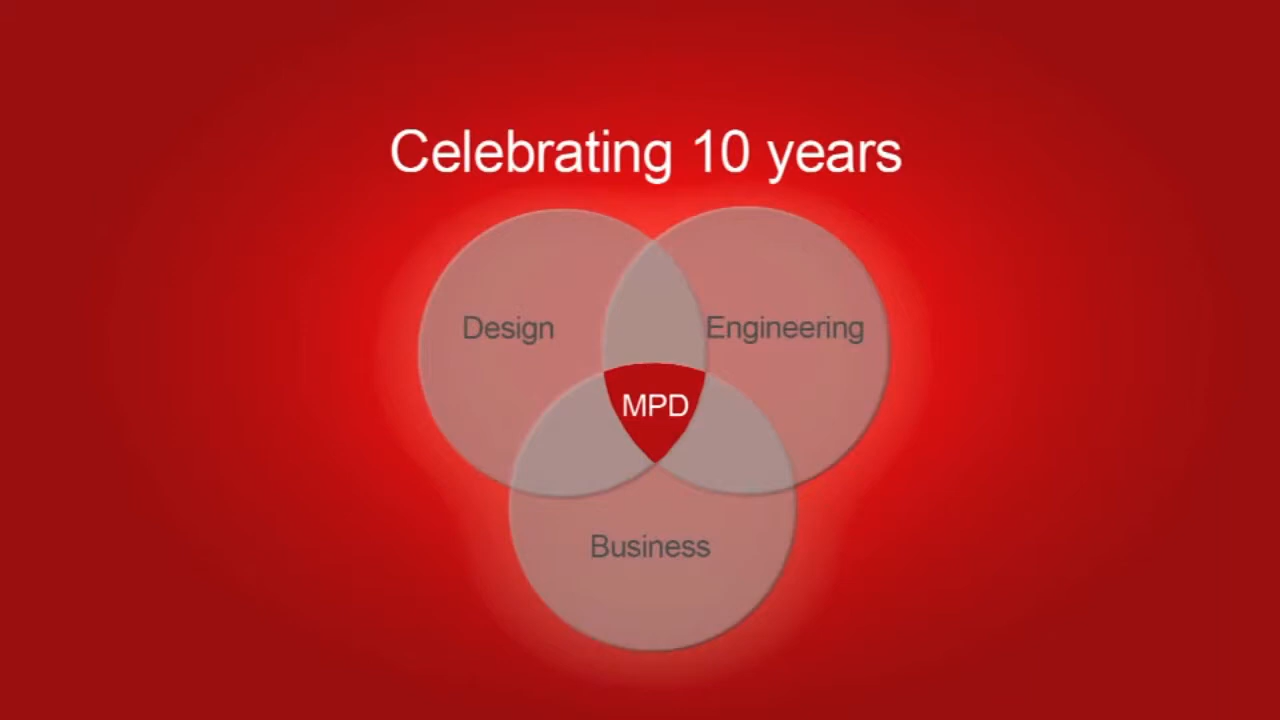 Celebrating 10 years
Design
Engineering
MPD
Business